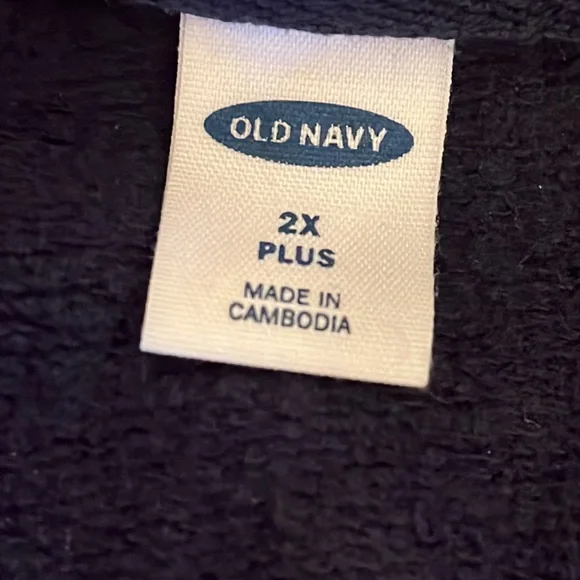 OLD NAVY
2X
PLUS
MADE IN
CAMBODIA